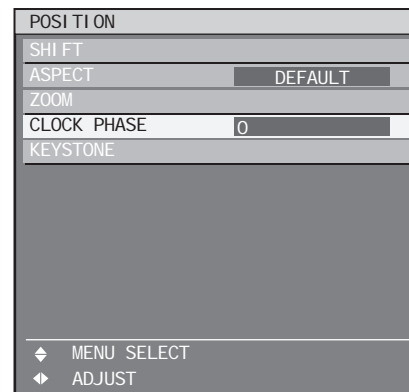 POSITION
SHIFT
ASPECT DEFAULT
ZOOM
CLOCK PHASE 0
KEYSTONE
MENU SELECT
ADJUST